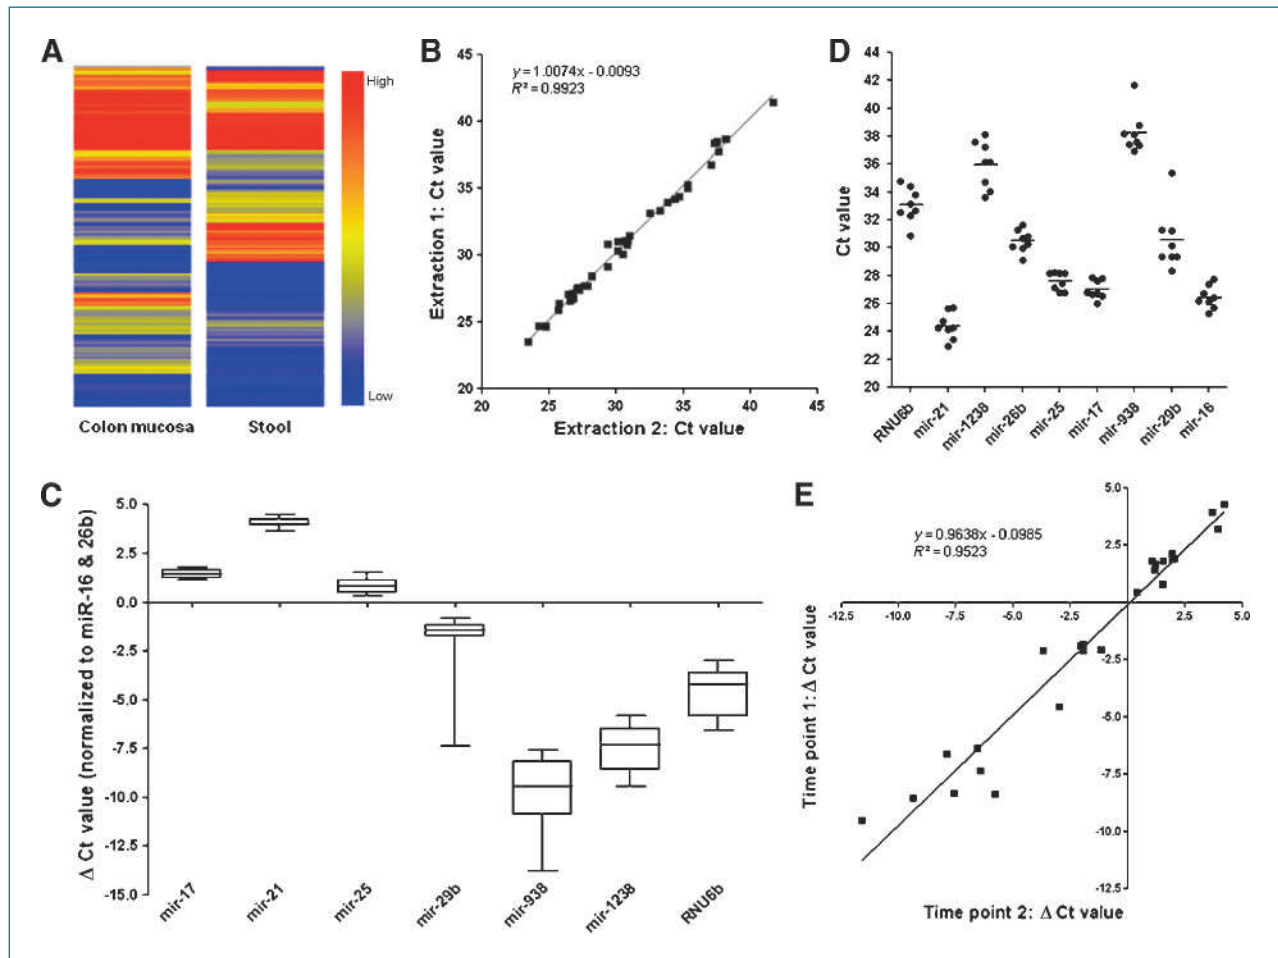 A
High
Low
Colon mucosa
Stool
B
y = 1.0074x - 0.0093
R² = 0.9923
Extraction 1: Ct value
45
40
35
30
25
20
20
25
30
35
40
45
Extraction 2: Ct value
D
Ct value
44
42
40
38
36
34
32
30
28
26
24
22
20
RNU6b
mir-21
mir-1238
mir-26b
mir-25
mir-17
mir-938
mir-29b
mir-16
C
Δ Ct value (normalized to miR-16 & 26b)
5.0
2.5
0.0
-2.5
-5.0
-7.5
-10.0
-12.5
-15.0
mir-17
mir-21
mir-25
mir-29b
mir-938
mir-1238
RNU6b
E
y = 0.9638x - 0.0985
R² = 0.9523
Time point 1: Δ Ct value
5.0
2.5
0.0
-2.5
-5.0
-7.5
-10.0
-12.5
-12.5
-10.0
-7.5
-5.0
-2.5
2.5
5.0
Time point 2: Δ Ct value